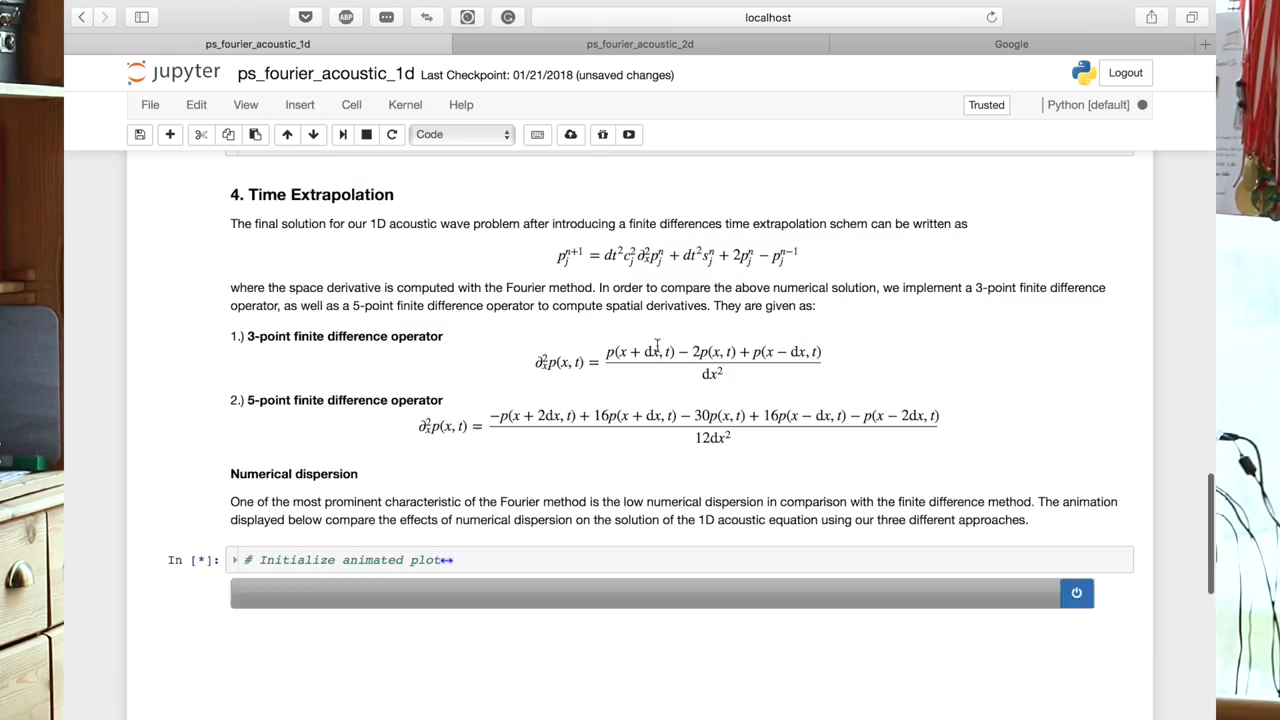 localhost
ABP
ps_fourier_acoustic_1d
ps_fourier_acoustic_2d
Google
jupyter ps_fourier_acoustic_1d Last Checkpoint: 01/21/2018 (unsaved changes)
Logout
File Edit View Insert Cell Kernel Help
Trusted
Python [default]
Code
4. Time Extrapolation
The final solution for our 1D acoustic wave problem after introducing a finite differences time extrapolation schem can be written as
p_j^{n+1} = dt^2 c_j^2 ∂_x^2 p_j^n + dt^2 s_j^n + 2p_j^n − p_j^{n−1}
where the space derivative is computed with the Fourier method. In order to compare the above numerical solution, we implement a 3-point finite difference
operator, as well as a 5-point finite difference operator to compute spatial derivatives. They are given as:
1.) 3-point finite difference operator
∂_x^2 p(x, t) = p(x + dx, t) − 2p(x, t) + p(x − dx, t)
dx^2
2.) 5-point finite difference operator
∂_x^2 p(x, t) = −p(x + 2dx, t) + 16p(x + dx, t) − 30p(x, t) + 16p(x − dx, t) − p(x − 2dx, t)
12dx^2
Numerical dispersion
One of the most prominent characteristic of the Fourier method is the low numerical dispersion in comparison with the finite difference method. The animation
displayed below compare the effects of numerical dispersion on the solution of the 1D acoustic equation using our three different approaches.
In [*]: # Initialize animated plot↔